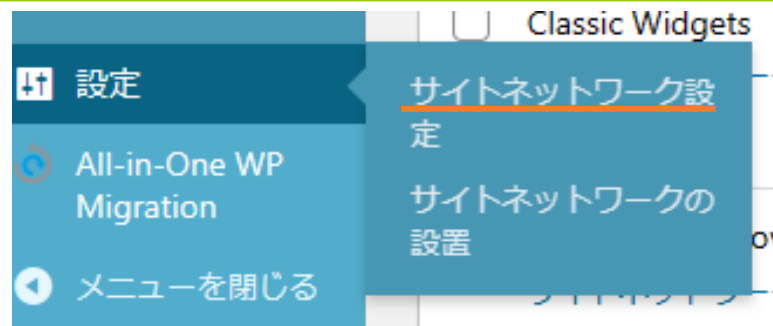 Classic Widgets
設定
サイトネットワーク設
定
All-in-One WP
Migration
サイトネットワークの
設置
メニューを閉じる